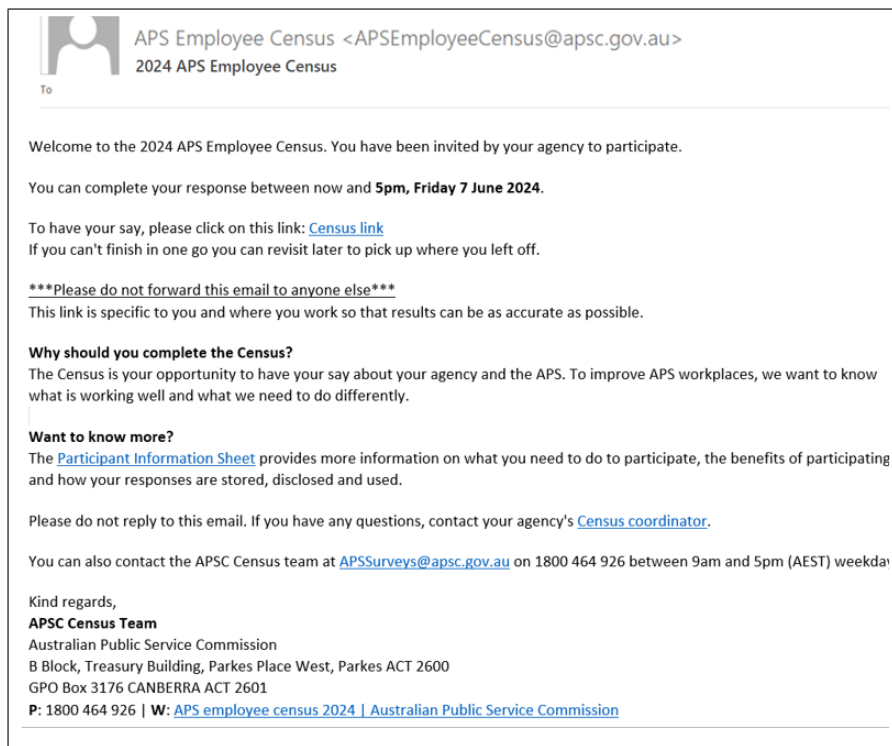 APS Employee Census <APSEmployeeCensus@apsc.gov.au>
2024 APS Employee Census
To
Welcome to the 2024 APS Employee Census. You have been invited by your agency to participate.
You can complete your response between now and 5pm, Friday 7 June 2024.
To have your say, please click on this link: Census link
If you can't finish in one go you can revisit later to pick up where you left off.
***Please do not forward this email to anyone else***
This link is specific to you and where you work so that results can be as accurate as possible.
Why should you complete the Census?
The Census is your opportunity to have your say about your agency and the APS. To improve APS workplaces, we want to know
what is working well and what we need to do differently.
Want to know more?
The Participant Information Sheet provides more information on what you need to do to participate, the benefits of participating
and how your responses are stored, disclosed and used.
Please do not reply to this email. If you have any questions, contact your agency's Census coordinator.
You can also contact the APSC Census team at APSSurveys@apsc.gov.au on 1800 464 926 between 9am and 5pm (AEST) weekday
Kind regards,
APSC Census Team
Australian Public Service Commission
B Block, Treasury Building, Parkes Place West, Parkes ACT 2600
GPO Box 3176 CANBERRA ACT 2601
P: 1800 464 926 | W: APS employee census 2024 | Australian Public Service Commission